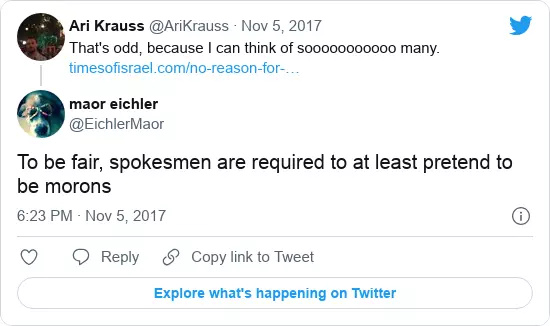 Ari Krauss @AriKrauss · Nov 5, 2017
That's odd, because I can think of sooooooooooo many.
timesofisrael.com/no-reason-for-…
maor eichler
@EichlerMaor
To be fair, spokesmen are required to at least pretend to
be morons
6:23 PM · Nov 5, 2017
Reply
Copy link to Tweet
Explore what's happening on Twitter